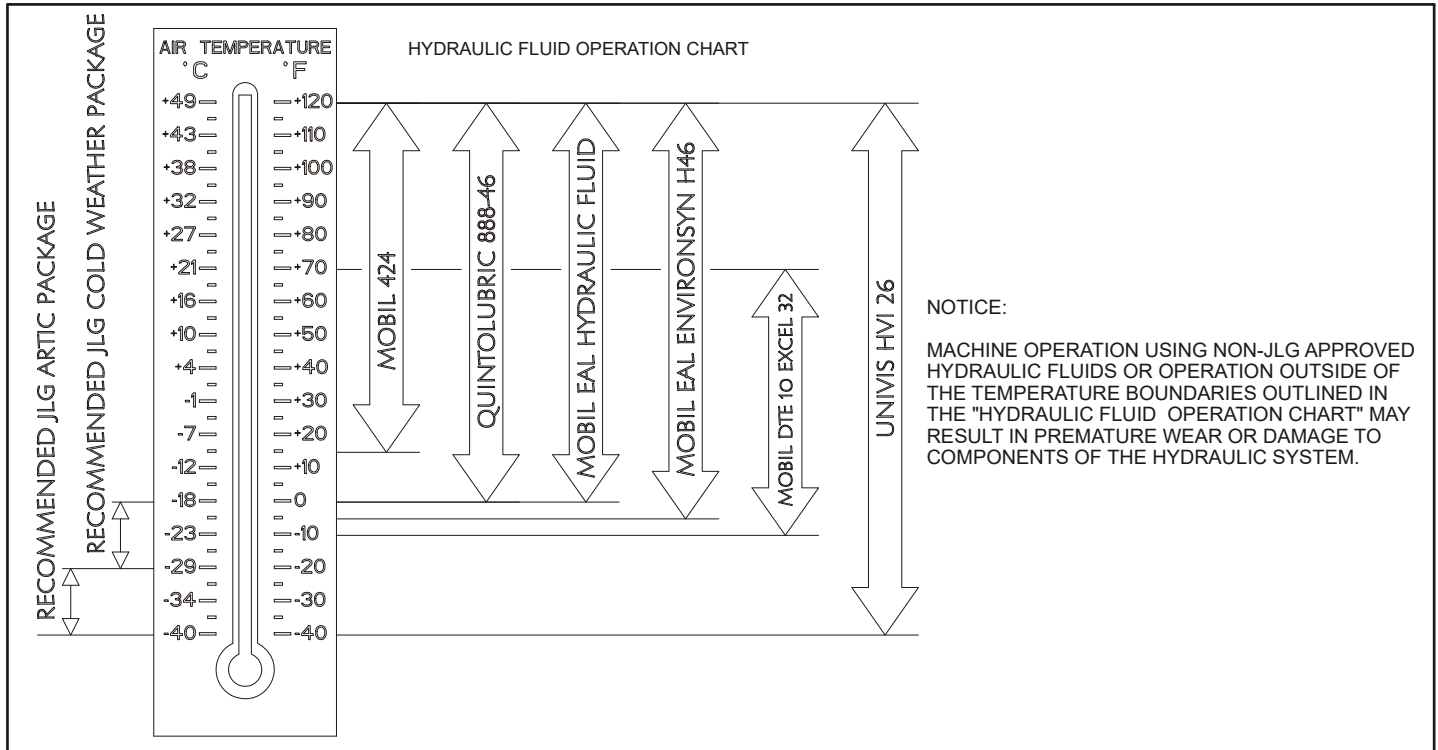 HYDRAULIC FLUID OPERATION CHART
AIR TEMPERATURE
°C °F
+49 +120
+43 +110
+38 +100
+32 +90
+27 +80
+21 +70
+16 +60
+10 +50
+4 +40
-1 +30
-7 +20
-12 +10
-18 0
-23 -10
-29 -20
-34 -30
-40 -40
RECOMMENDED JLG ARTIC PACKAGE
RECOMMENDED JLG COLD WEATHER PACKAGE
MOBIL 424
QUINTOLUBRIC 888-46
MOBIL EAL HYDRAULIC FLUID
MOBIL EAL ENVIRONSYN H46
MOBIL DTE 10 EXCEL 32
UNIVIS HVI 26
NOTICE:
MACHINE OPERATION USING NON-JLG APPROVED
HYDRAULIC FLUIDS OR OPERATION OUTSIDE OF
THE TEMPERATURE BOUNDARIES OUTLINED IN
THE "HYDRAULIC FLUID OPERATION CHART" MAY
RESULT IN PREMATURE WEAR OR DAMAGE TO
COMPONENTS OF THE HYDRAULIC SYSTEM.